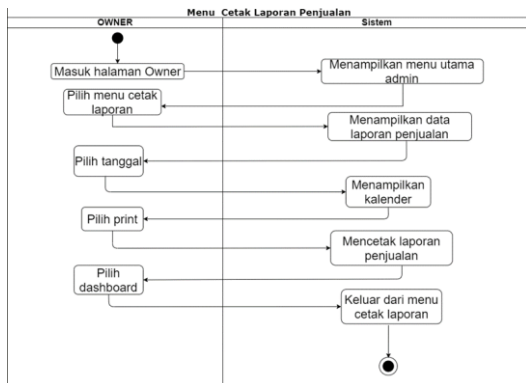 Menu Cetak Laporan Penjualan
OWNER
Sistem
Masuk halaman Owner
Menampilkan menu utama
admin
Pilih menu cetak
laporan
Menampilkan data
laporan penjualan
Pilih tanggal
Menampilkan
kalender
Pilih print
Mencetak laporan
penjualan
Pilih
dashboard
Keluar dari menu
cetak laporan